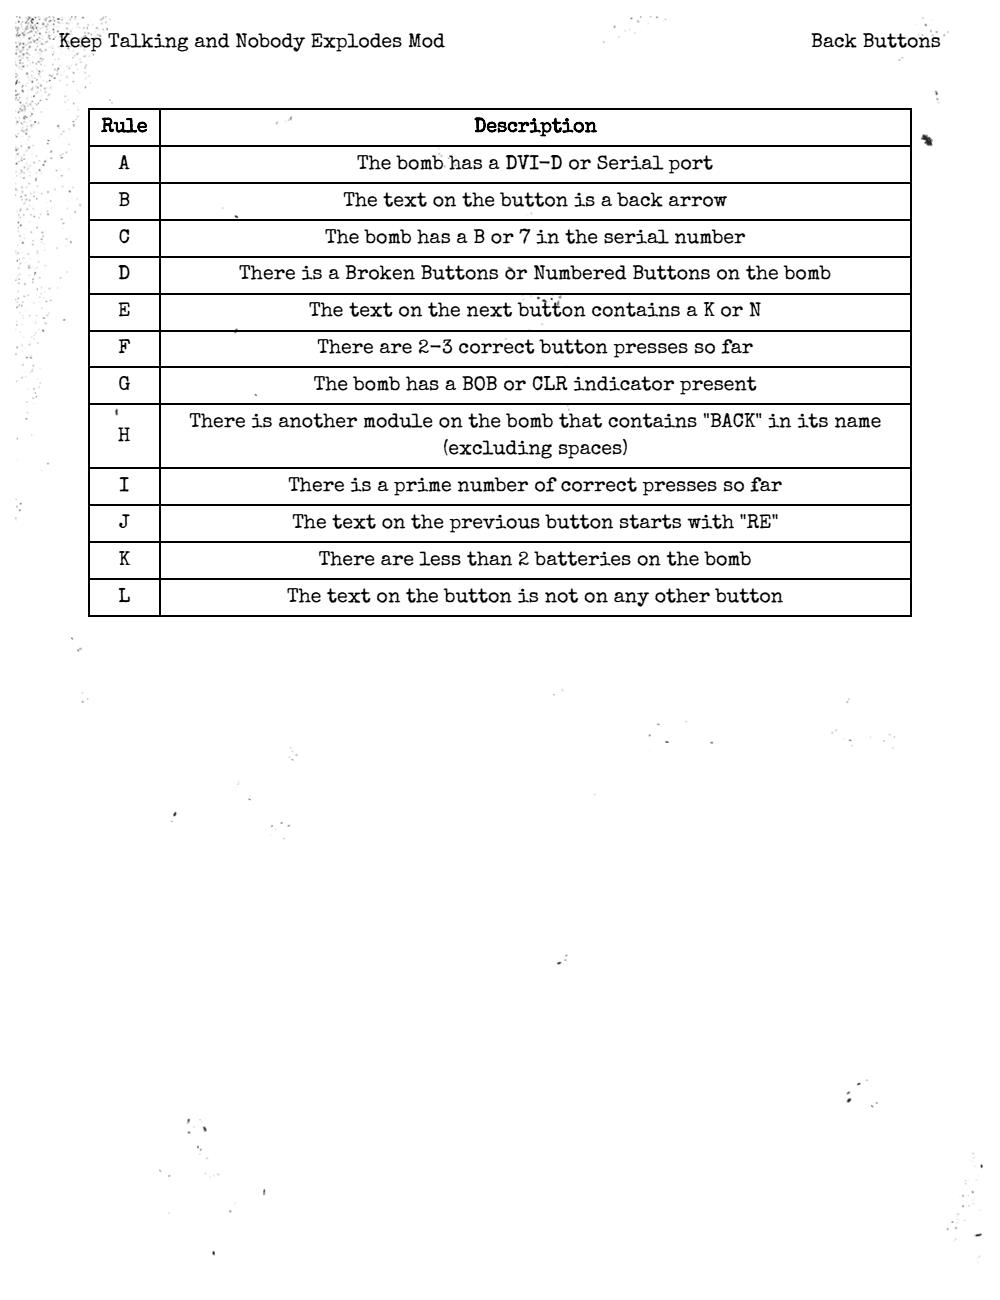 Keep Talking and Nobody Explodes Mod Back Buttons
Rule Description
A The bomb has a DVI-D or Serial port
B The text on the button is a back arrow
C The bomb has a B or 7 in the serial number
D There is a Broken Buttons or Numbered Buttons on the bomb
E The text on the next button contains a K or N
F There are 2-3 correct button presses so far
G The bomb has a BOB or CLR indicator present
H There is another module on the bomb that contains "BACK" in its name
(excluding spaces)
I There is a prime number of correct presses so far
J The text on the previous button starts with "RE"
K There are less than 2 batteries on the bomb
L The text on the button is not on any other button